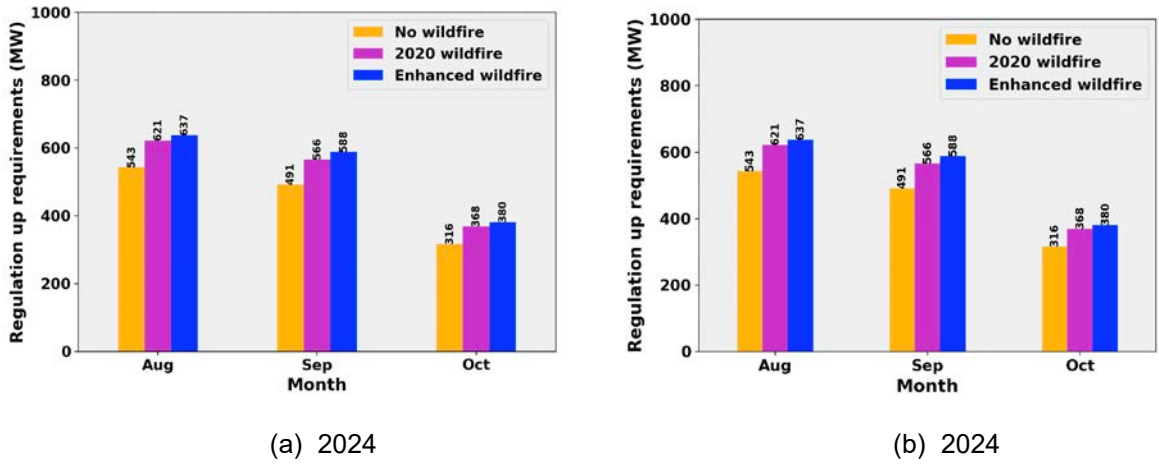 1000
800
600
400
200
0
Regulation up requirements (MW)
No wildfire
2020 wildfire
Enhanced wildfire
543
621
637
491
566
588
316
368
380
Aug
Sep
Oct
Month
(a) 2024
1000
800
600
400
200
0
Regulation up requirements (MW)
No wildfire
2020 wildfire
Enhanced wildfire
543
621
637
491
566
588
316
368
380
Aug
Sep
Oct
Month
(b) 2024